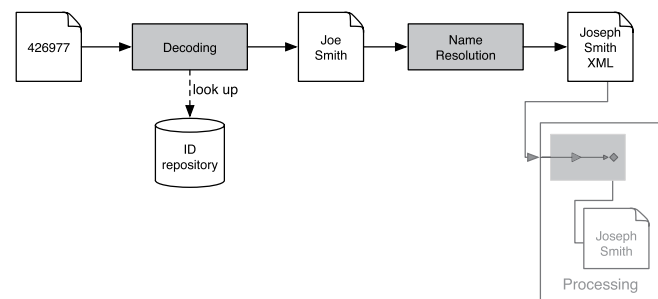 426977
Decoding
Joe
Smith
Name
Resolution
Joseph
Smith
XML
look up
ID
repository
Joseph
Smith
Processing